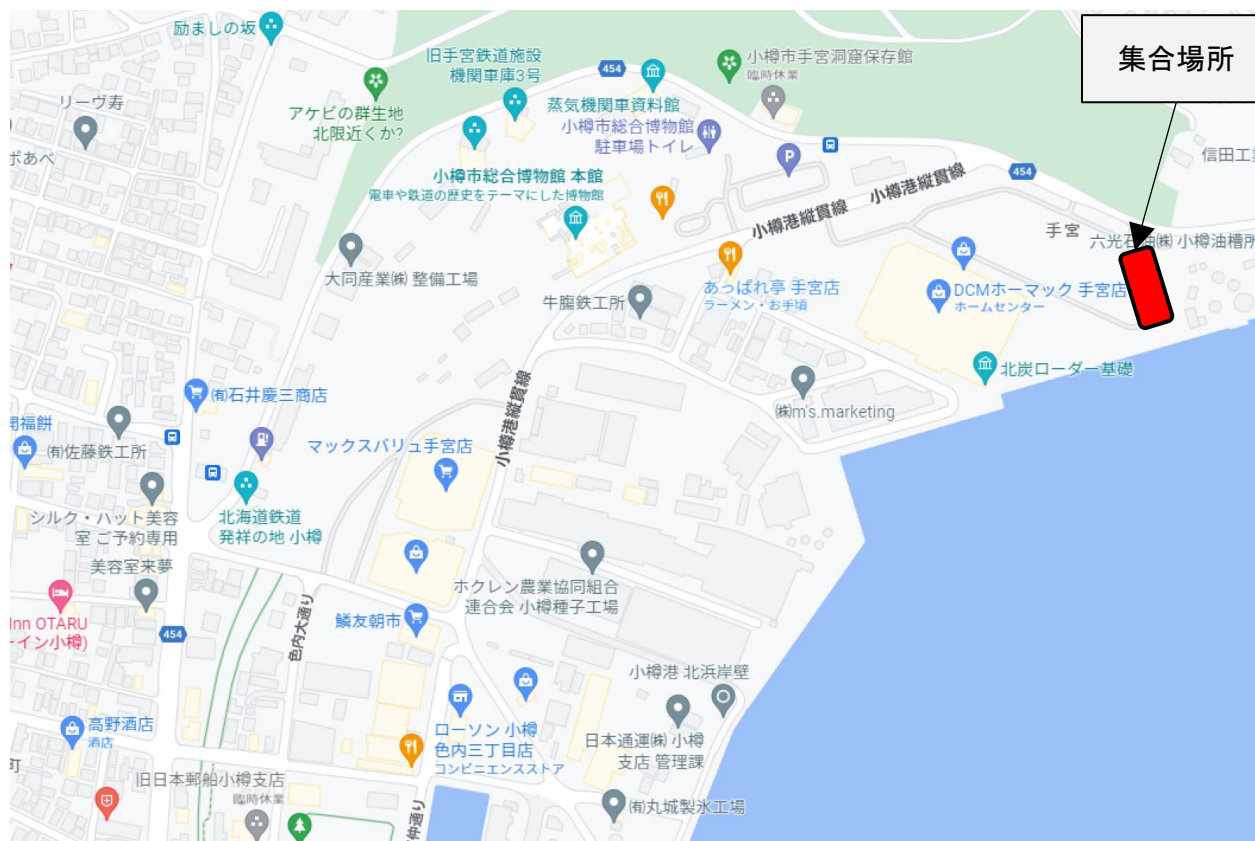 集合場所
励ましの坂
旧手宮鉄道施設
機関車庫3号
454
小樽市手宮洞窟保存館
臨時休業
リーヴ寿
アケビの群生地
北限近くか?
蒸気機関車資料館
小樽市総合博物館
駐車場トイレ
P
ポあべ
信田工業
小樽市総合博物館 本館
電車や鉄道の歴史をテーマにした博物館
454
小樽港縦貫線
小樽港縦貫線
手宮
六光石油㈱ 小樽油槽所
大同産業㈱ 整備工場
あっぱれ亭 手宮店
ラーメン・お手頃
DCMホーマック 手宮店
ホームセンター
牛膓鉄工所
北炭ローダー基礎
小樽港縦貫線
㈲石井慶三商店
㈱m's.marketing
開福餅
㈲佐藤鉄工所
マックスバリュ手宮店
シルク・ハット美容
室 ご予約専用
北海道鉄道
発祥の地 小樽
美容室来夢
ホクレン農業協同組合
連合会 小樽種子工場
Inn OTARU
ーイン小樽)
454
色内大通り
鱗友朝市
小樽港 北浜岸壁
高野酒店
酒店
ローソン 小樽
色内三丁目店
コンビニエンスストア
日本通運㈱ 小樽
支店 管理課
町
旧日本郵船小樽支店
臨時休業
仲通り
㈲丸城製氷工場